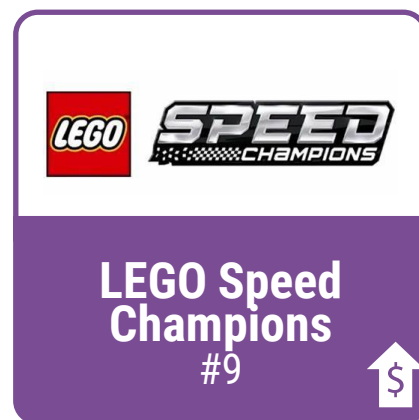 LEGO SPEED
CHAMPIONS
LEGO Speed
Champions
#9
$